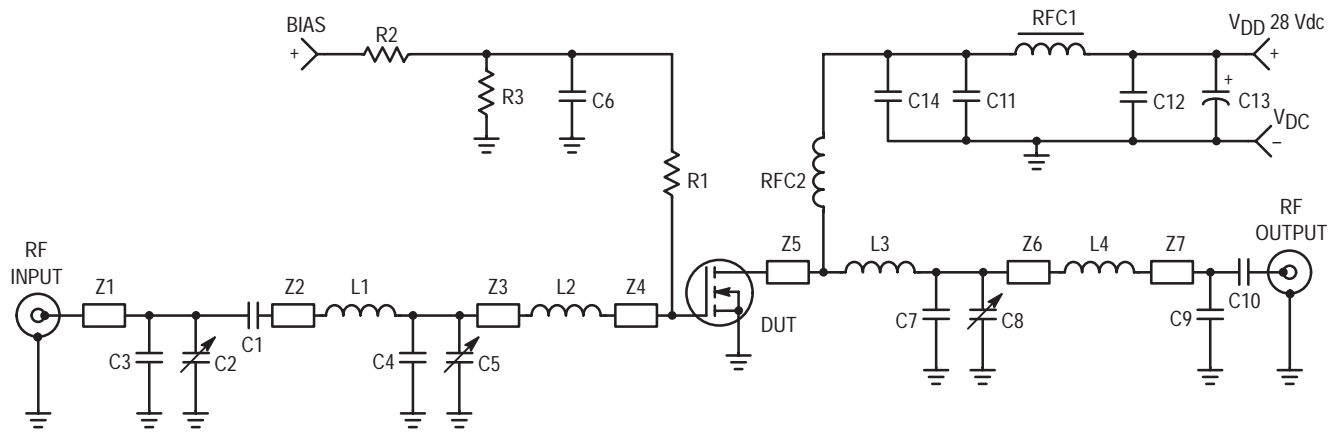 BIAS
+
R2
R3
C6
R1
RFC1
VDD 28 Vdc
+
C14
C11
C12
+
C13
VDC
–
RFC2
RF
INPUT
Z1
C3
C2
C1
Z2
L1
C4
C5
Z3
L2
Z4
DUT
Z5
L3
C7
C8
Z6
L4
Z7
C9
C10
RF
OUTPUT